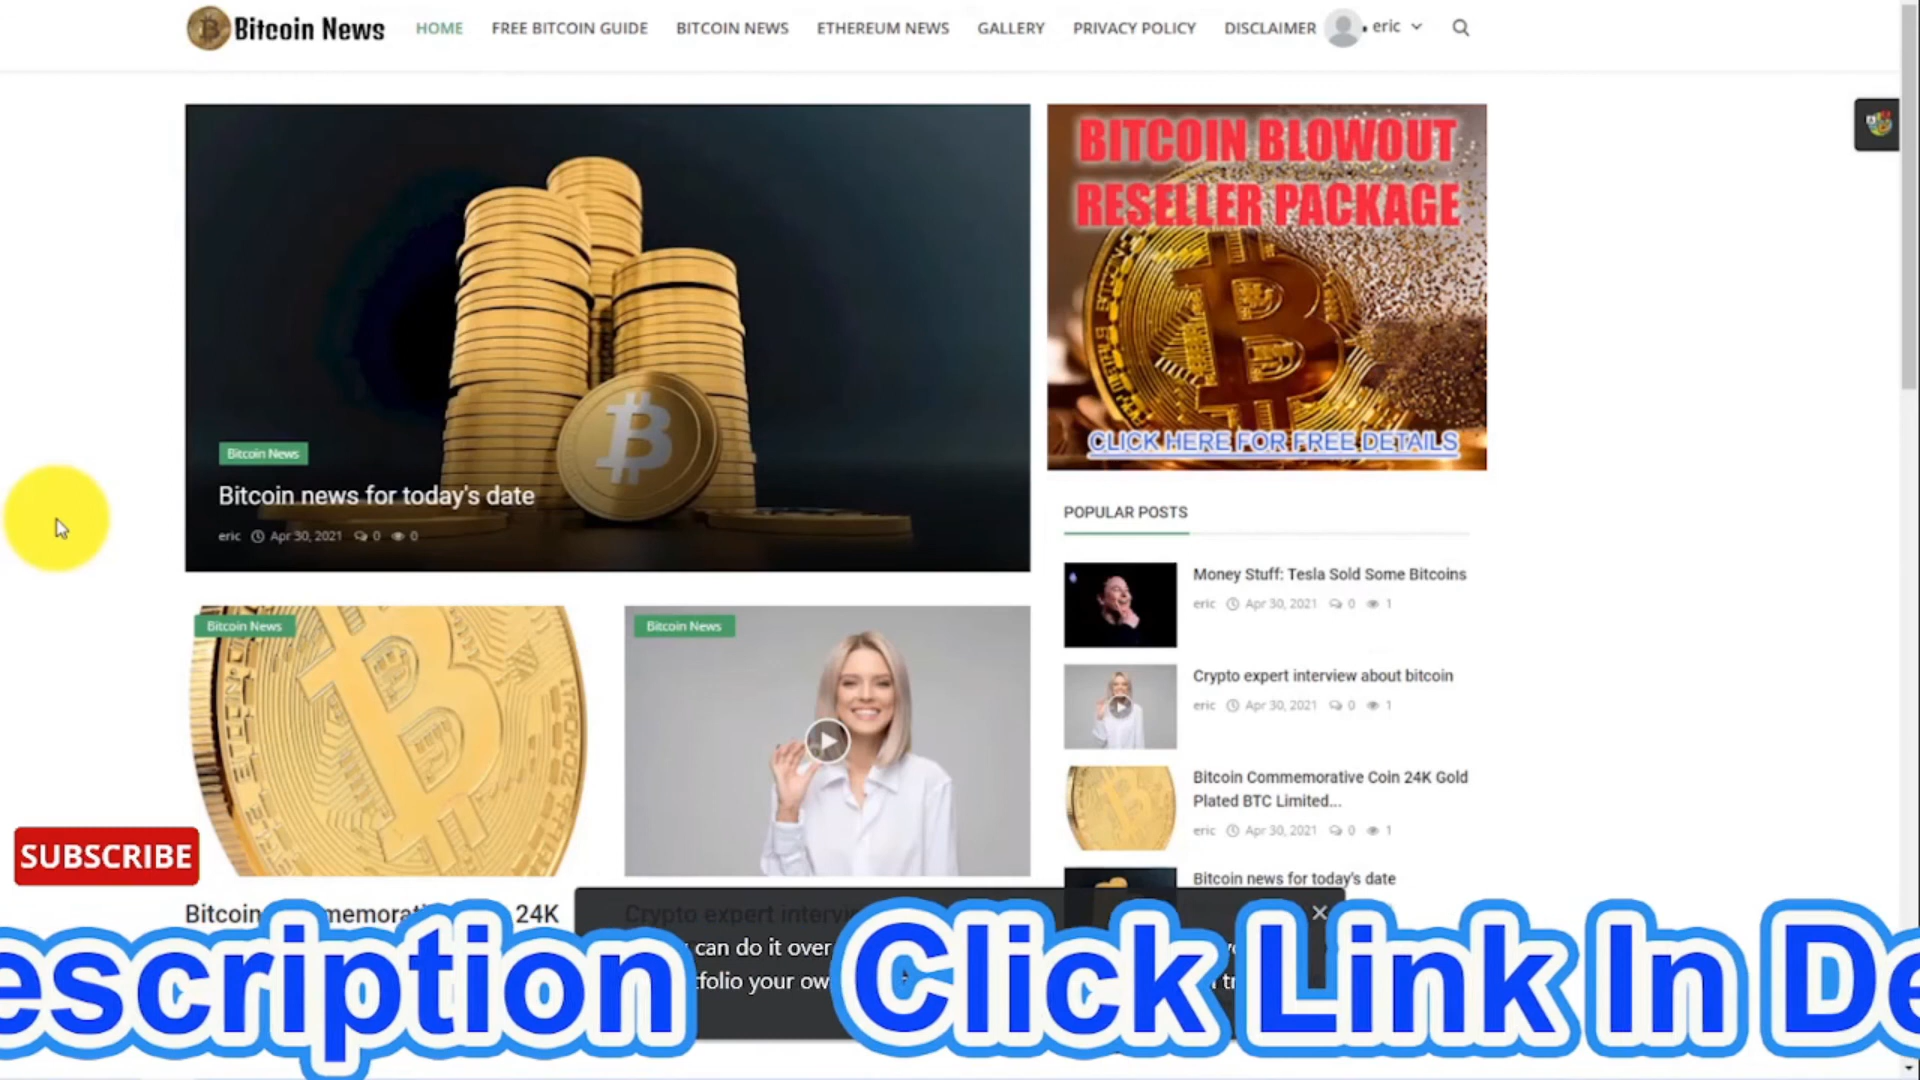 Bitcoin News
HOME
FREE BITCOIN GUIDE
BITCOIN NEWS
ETHEREUM NEWS
GALLERY
PRIVACY POLICY
DISCLAIMER
eric
Bitcoin News
Bitcoin news for today's date
eric Apr 30, 2021 0 0
BITCOIN BLOWOUT
RESELLER PACKAGE
CLICK HERE FOR FREE DETAILS
POPULAR POSTS
Money Stuff: Tesla Sold Some Bitcoins
eric Apr 30, 2021 0 1
Crypto expert interview about bitcoin
eric Apr 30, 2021 0 1
Bitcoin Commemorative Coin 24K Gold
Plated BTC Limited...
eric Apr 30, 2021 0 1
Bitcoin news for today's date
Bitcoin News
Bitcoin News
SUBSCRIBE
Bitcoin 24K
Crypto expert
can do it over
your
escription Click Link In De